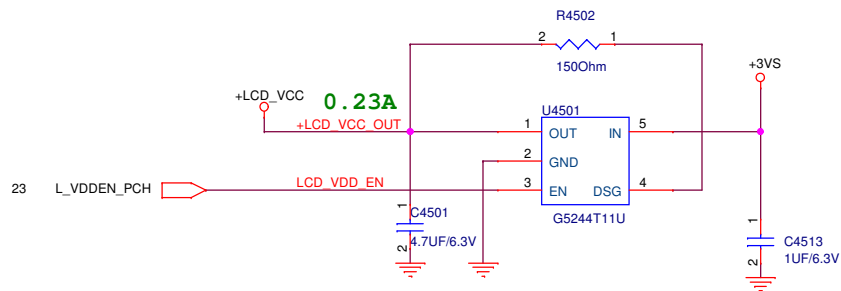 R4502
2 1
150Ohm
+3VS
+LCD_VCC
0.23A
U4501
+LCD_VCC_OUT
1 OUT IN 5
2 GND
23 L_VDDEN_PCH LCD_VDD_EN 3 EN DSG 4
G5244T11U
1
C4501
4.7UF/6.3V
2
1
C4513
1UF/6.3V
2